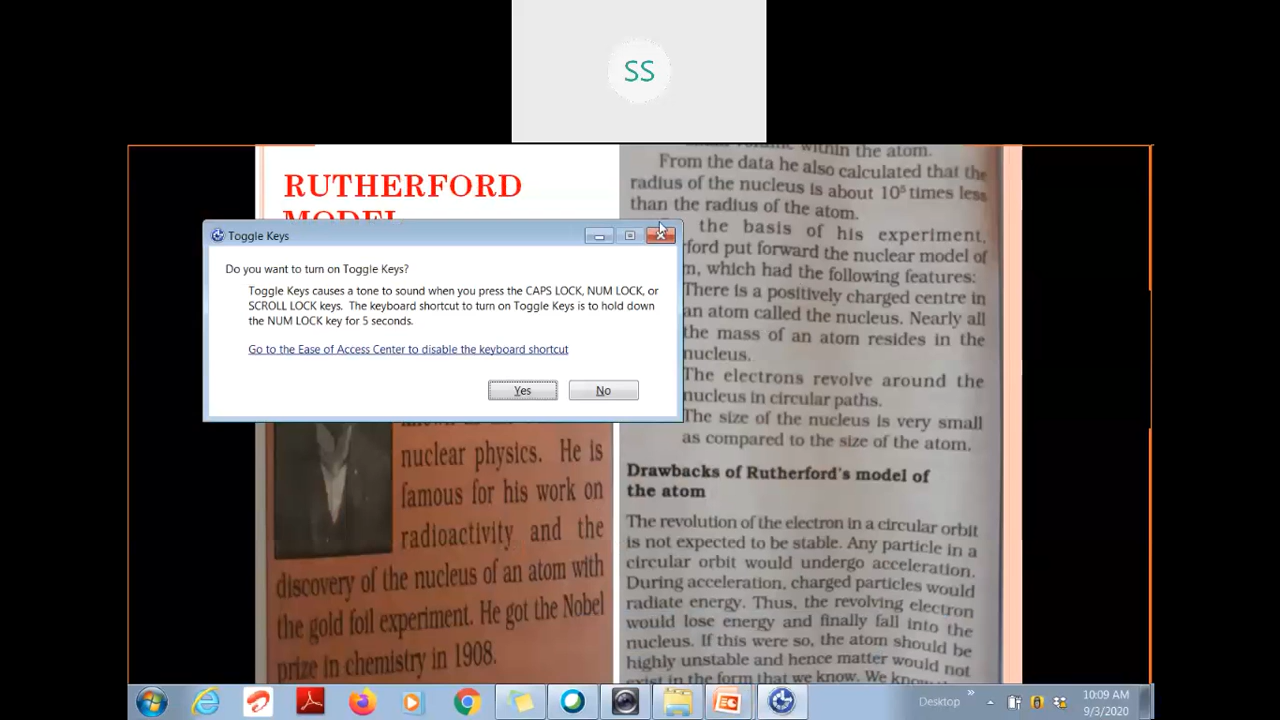 SS
RUTHERFORD
MODEL
Toggle Keys
Do you want to turn on Toggle Keys?
Toggle Keys causes a tone to sound when you press the CAPS LOCK, NUM LOCK, or
SCROLL LOCK keys. The keyboard shortcut to turn on Toggle Keys is to hold down
the NUM LOCK key for 5 seconds.
Go to the Ease of Access Center to disable the keyboard shortcut
Yes
No
nuclear physics. He is
famous for his work on
radioactivity and the
discovery of the nucleus of an atom with
the gold foil experiment. He got the Nobel
prize in chemistry in 1908.
volume within the atom.
From the data he also calculated that the
radius of the nucleus is about 10⁵ times less
than the radius of the atom.
the basis of his experiment,
ford put forward the nuclear model of
which had the following features:
There is a positively charged centre in
an atom called the nucleus. Nearly all
the mass of an atom resides in the
nucleus.
The electrons revolve around the
nucleus in circular paths.
The size of the nucleus is very small
as compared to the size of the atom.
Drawbacks of Rutherford's model of
the atom
The revolution of the electron in a circular orbit
is not expected to be stable. Any particle in a
circular orbit would undergo acceleration.
During acceleration, charged particles would
radiate energy. Thus, the revolving electron
would lose energy and finally fall into the
nucleus. If this were so, the atom should be
highly unstable and hence matter would not
exist in the form that we know. We know
Desktop
10:09 AM
9/3/2020